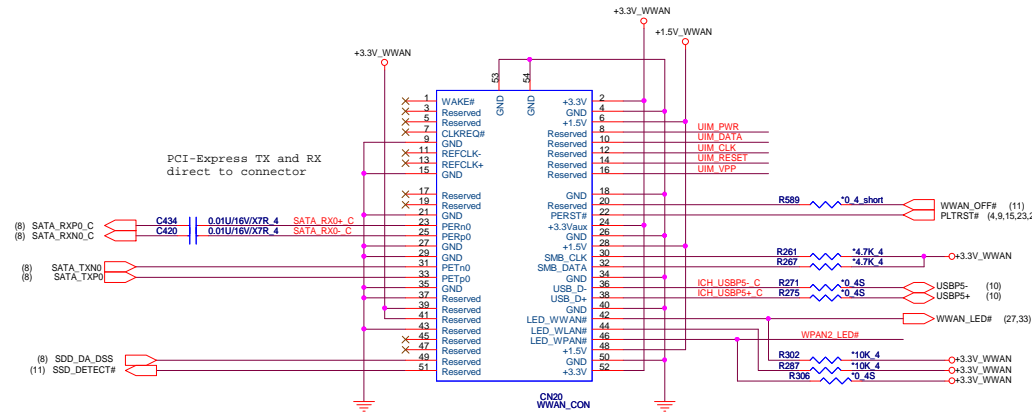 +3.3V_WWAN
+1.5V_WWAN
+3.3V_WWAN
53 54
GND GND
1 WAKE# +3.3V 2
3 Reserved GND 4
5 Reserved +1.5V 6
7 CLKREQ# Reserved 8 UIM_PWR
9 GND Reserved 10 UIM_DATA
11 REFCLK- Reserved 12 UIM_CLK
13 REFCLK+ Reserved 14 UIM_RESET
15 GND Reserved 16 UIM_VPP
PCI-Express TX and RX
direct to connector
17 Reserved GND 18
19 Reserved Reserved 20 R589 *0_4_short WWAN_OFF# (11)
21 GND PERST# 22 PLTRST# (4,9,15,23,2
(8) SATA_RXP0_C C434 0.01U/16V/X7R_4 SATA_RX0+_C 23 PERn0 +3.3Vaux 24
(8) SATA_RXN0_C C420 0.01U/16V/X7R_4 SATA_RX0-_C 25 PERp0 GND 26
27 GND +1.5V 28
29 GND SMB_CLK 30 R261 *4.7K_4 +3.3V_WWAN
(8) SATA_TXN0 31 PETn0 SMB_DATA 32 R267 *4.7K_4
(8) SATA_TXP0 33 PETp0 GND 34
35 GND USB_D- 36 ICH_USBP5-_C R271 *0_4S USBP5- (10)
37 Reserved USB_D+ 38 ICH_USBP5+_C R275 *0_4S USBP5+ (10)
39 Reserved GND 40
41 Reserved LED_WWAN# 42 WWAN_LED# (27,33)
43 Reserved LED_WLAN# 44
45 Reserved LED_WPAN# 46 WPAN2_LED#
47 Reserved +1.5V 48
(8) SDD_DA_DSS 49 Reserved GND 50 R302 *10K_4 +3.3V_WWAN
(11) SSD_DETECT# 51 Reserved +3.3V 52 R287 *10K_4 +3.3V_WWAN
R306 *0_4S +3.3V_WWAN
CN20
WWAN_CON